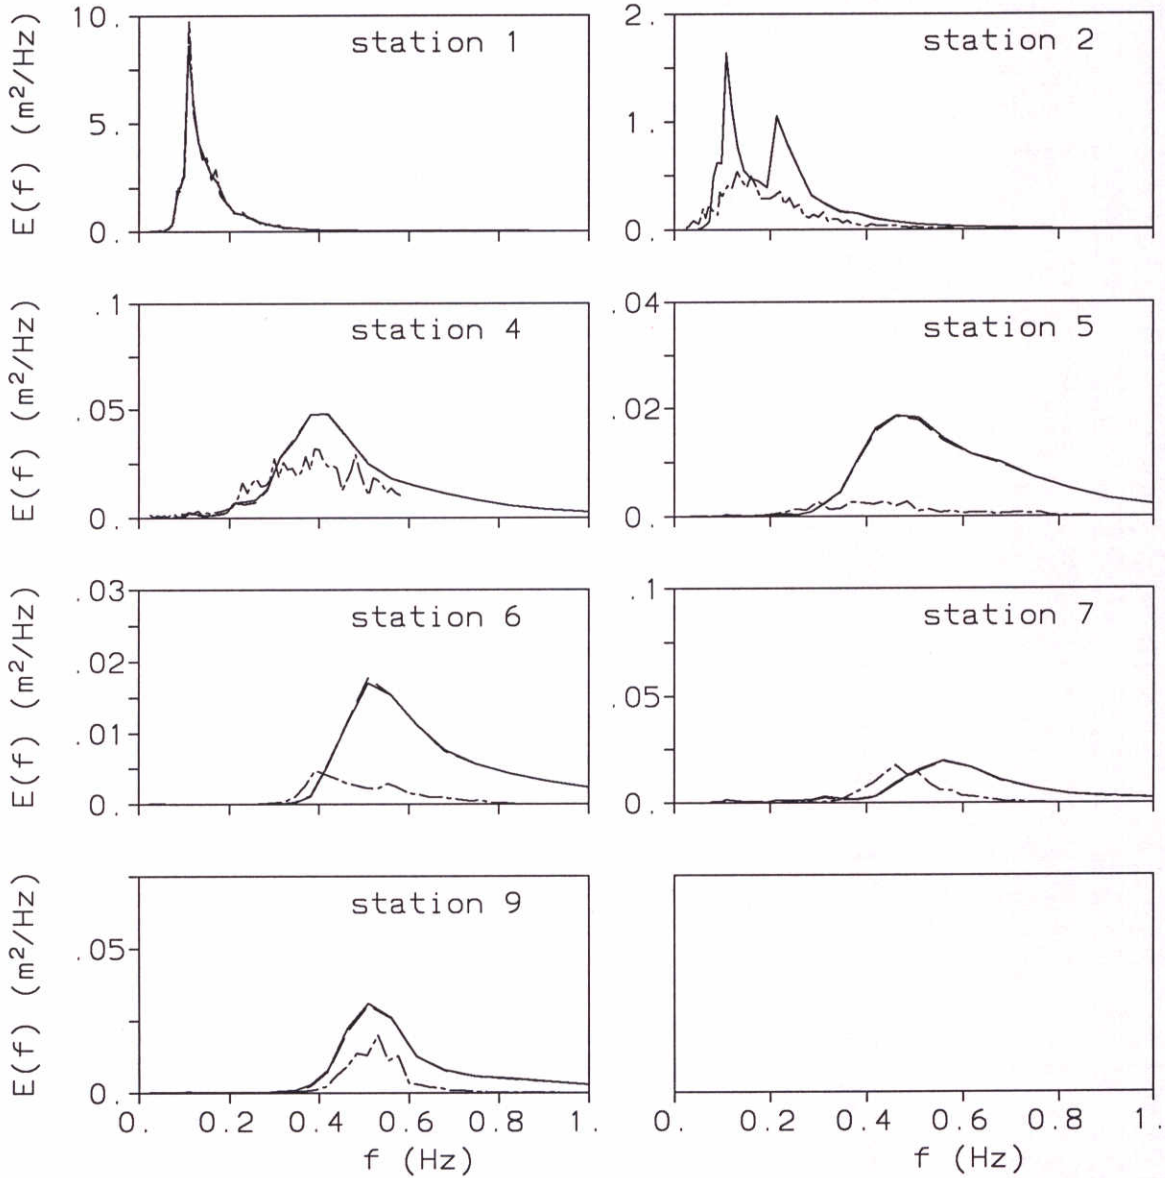 10. station 1
5.
0.
E(f) (m²/Hz)
2. station 2
1.
0.
.1 station 4
.05
0.
E(f) (m²/Hz)
.04 station 5
.02
0.
.03 station 6
.02
.01
0.
E(f) (m²/Hz)
.1 station 7
.05
0.
station 9
.05
0.
E(f) (m²/Hz)
0. 0.2 0.4 0.6 0.8 1.
f (Hz)
0. 0.2 0.4 0.6 0.8 1.
f (Hz)